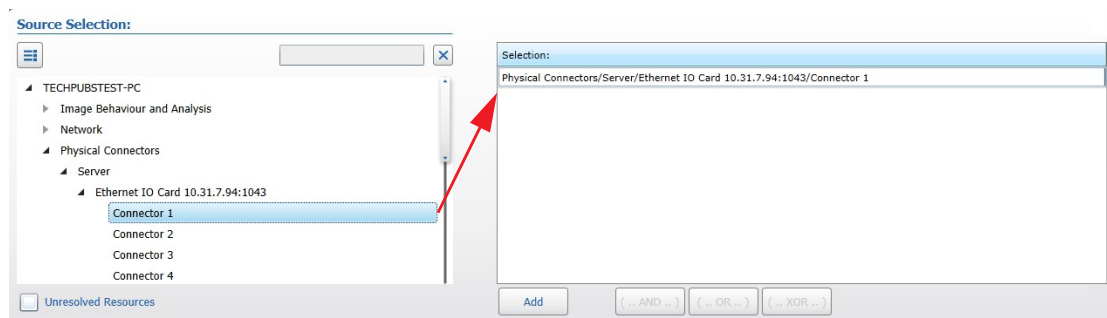 Source Selection:
Selection:
Physical Connectors/Server/Ethernet IO Card 10.31.7.94:1043/Connector 1
TECHPUBSTEST-PC
Image Behaviour and Analysis
Network
Physical Connectors
Server
Ethernet IO Card 10.31.7.94:1043
Connector 1
Connector 2
Connector 3
Connector 4
Unresolved Resources
Add
( .. AND .. )
( .. OR .. )
( .. XOR .. )